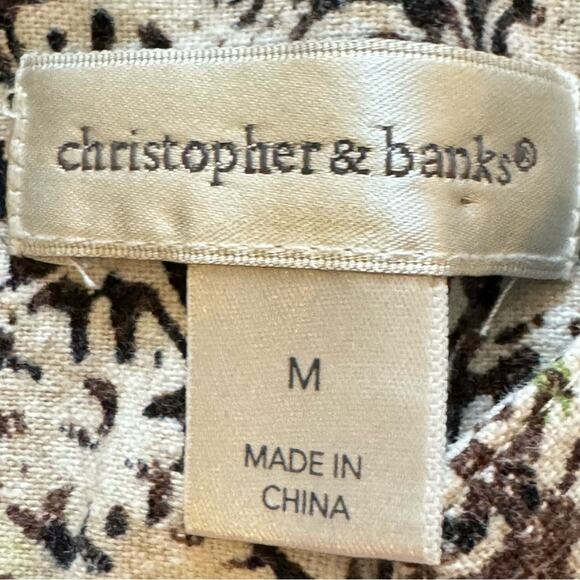 christopher & banks®
M
MADE IN
CHINA